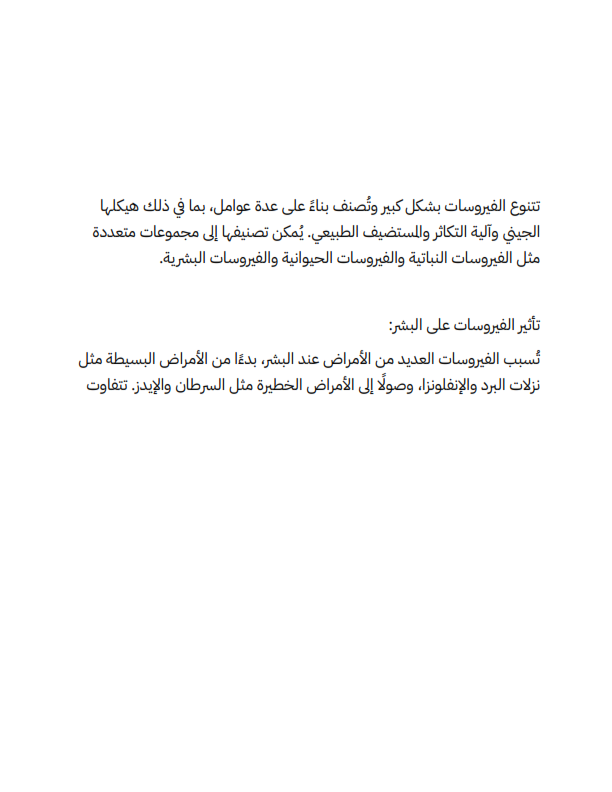 تتنوع الفيروسات بشكل كبير وتُصنف بناءً على عدة عوامل، بما في ذلك هيكلها
الجيني وآلية التكاثر والمستضيف الطبيعي. يُمكن تصنيفها إلى مجموعات متعددة
مثل الفيروسات النباتية والفيروسات الحيوانية والفيروسات البشرية.
تأثير الفيروسات على البشر:
تُسبب الفيروسات العديد من الأمراض عند البشر، بدءًا من الأمراض البسيطة مثل
نزلات البرد والإنفلونزا، وصولًا إلى الأمراض الخطيرة مثل السرطان والإيدز. تتفاوت